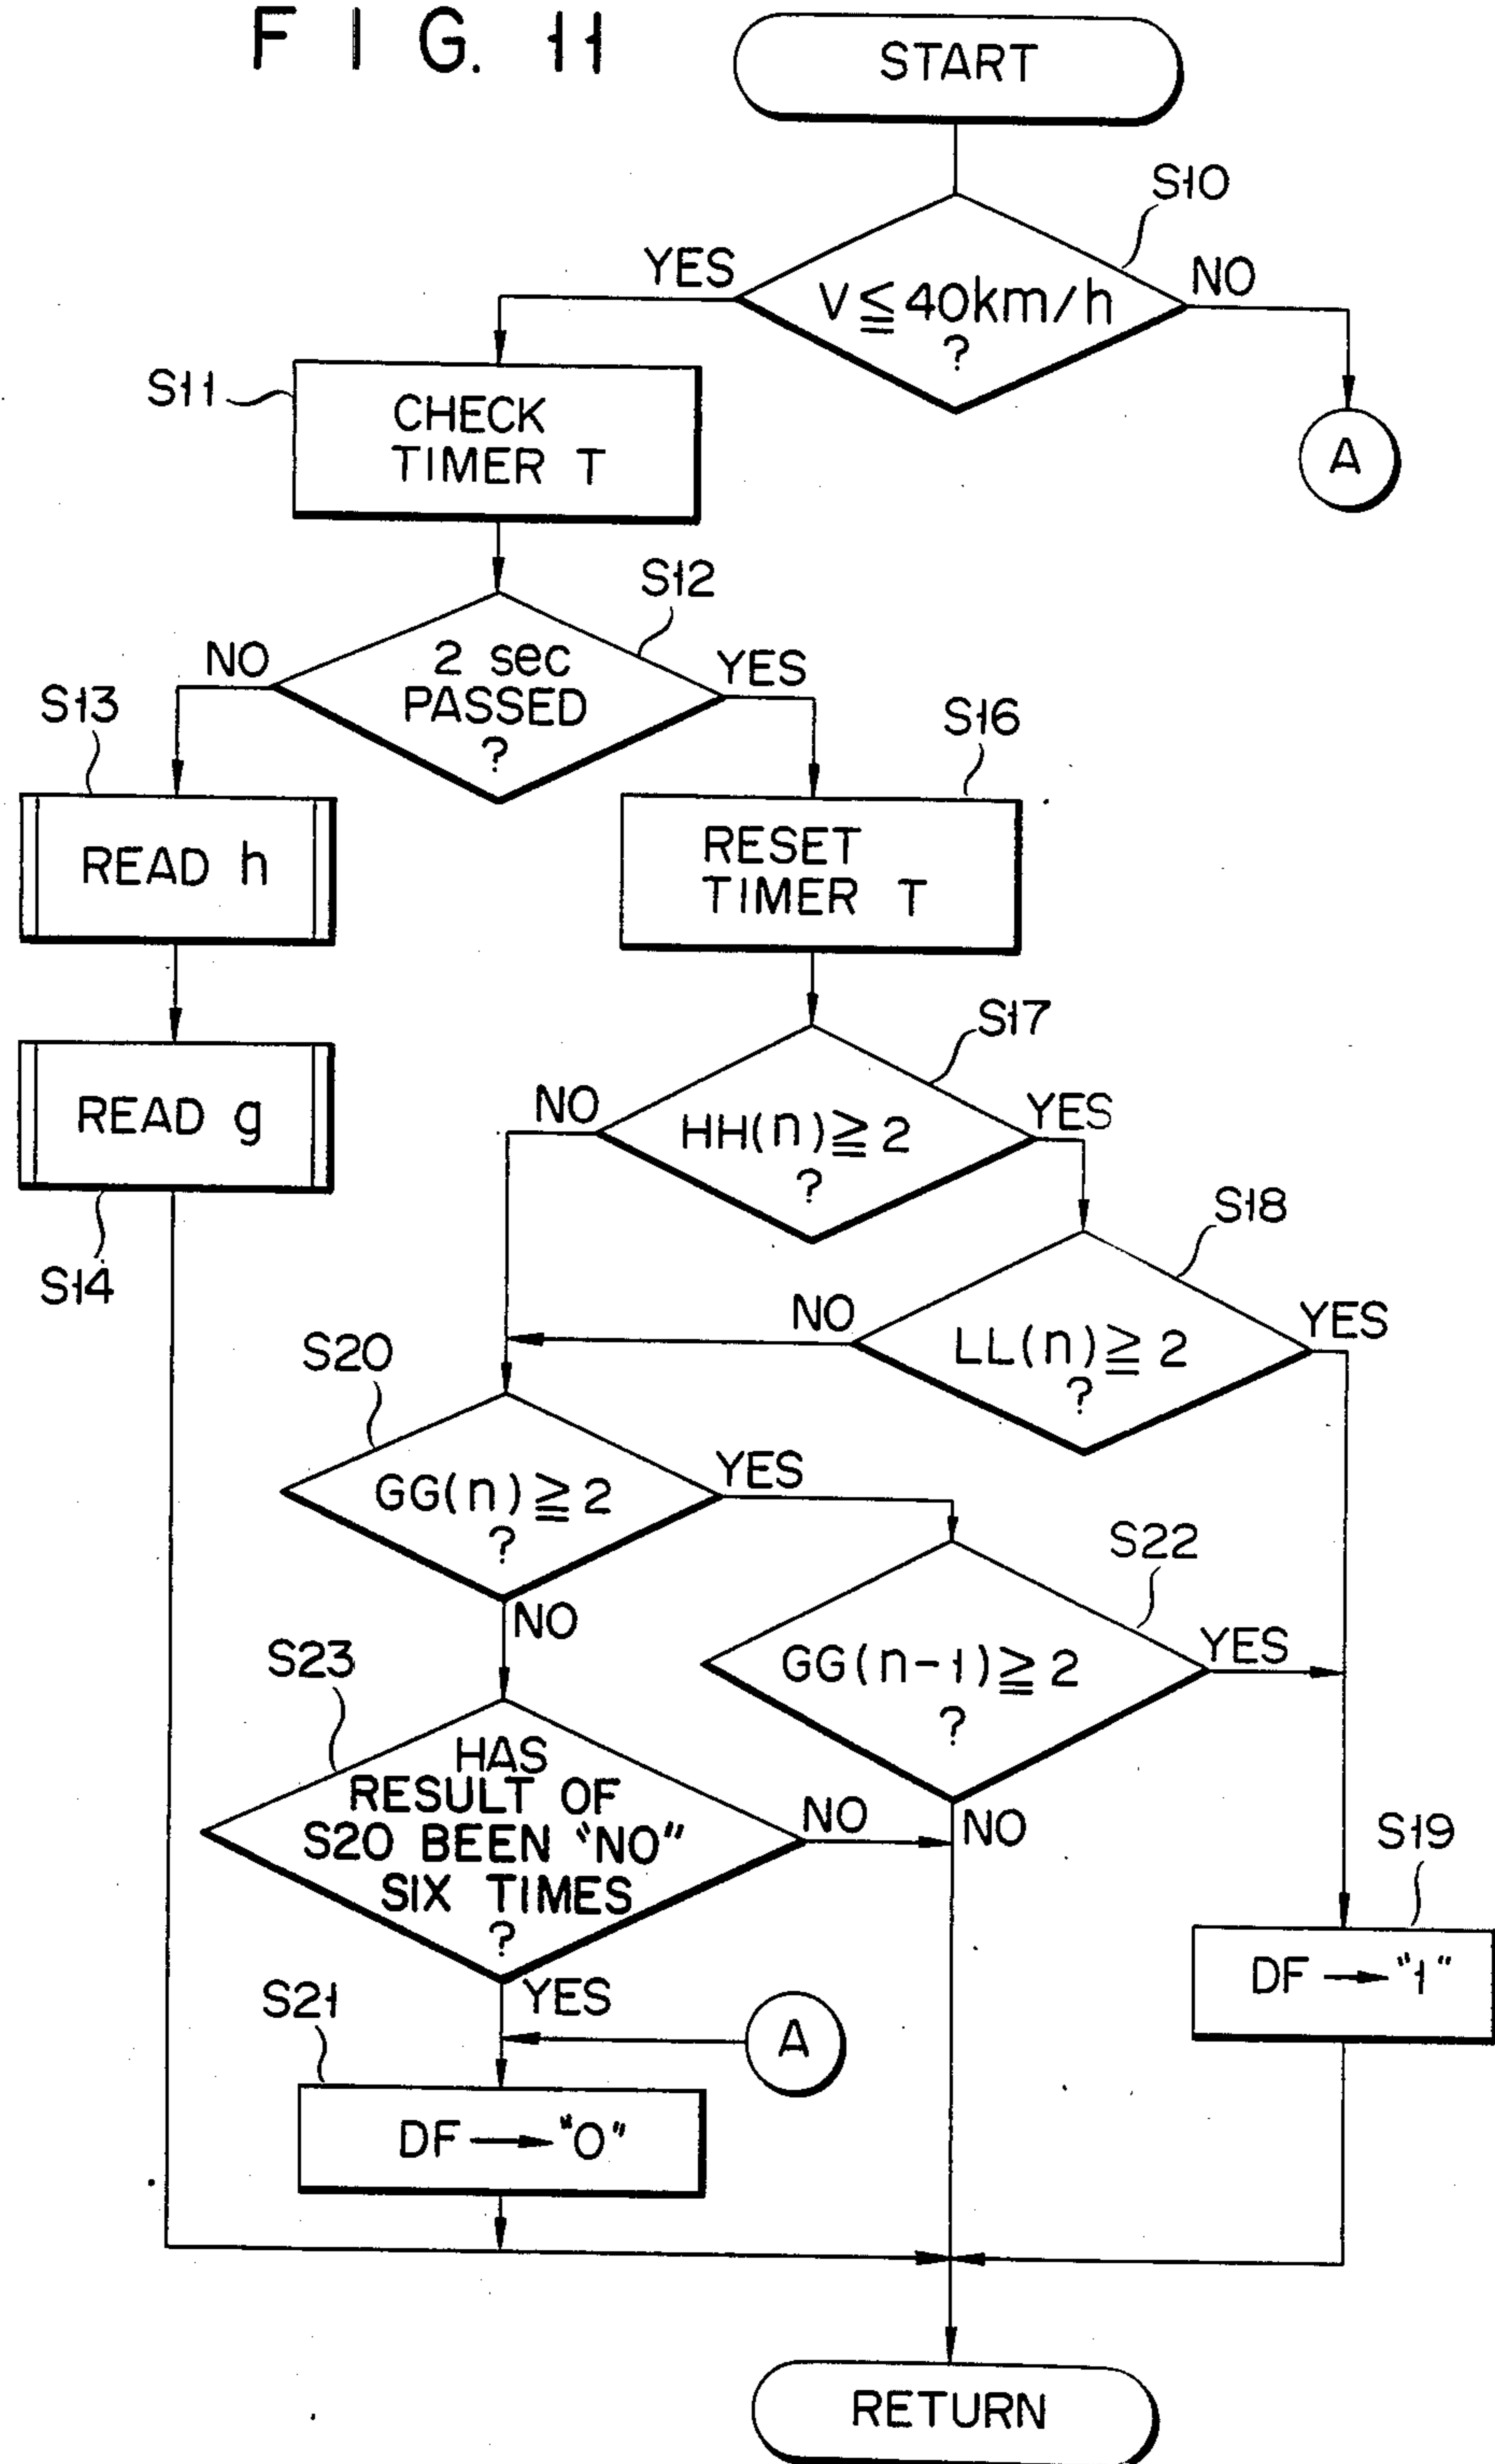 FIG. 11
START
S10
YES
V≦40km/h
?
NO
A
S11
CHECK
TIMER T
S12
NO
2 sec
PASSED
?
YES
S13
READ h
S16
RESET
TIMER T
READ g
S14
S17
NO
HH(n)≧2
?
YES
S18
NO
LL(n)≧2
?
YES
S20
GG(n)≧2
?
YES
NO
S22
GG(n-1)≧2
?
YES
NO
S23
HAS
RESULT OF
S20 BEEN "NO"
SIX TIMES
?
NO
YES
S19
DF→"1"
A
S21
DF→"0"
RETURN